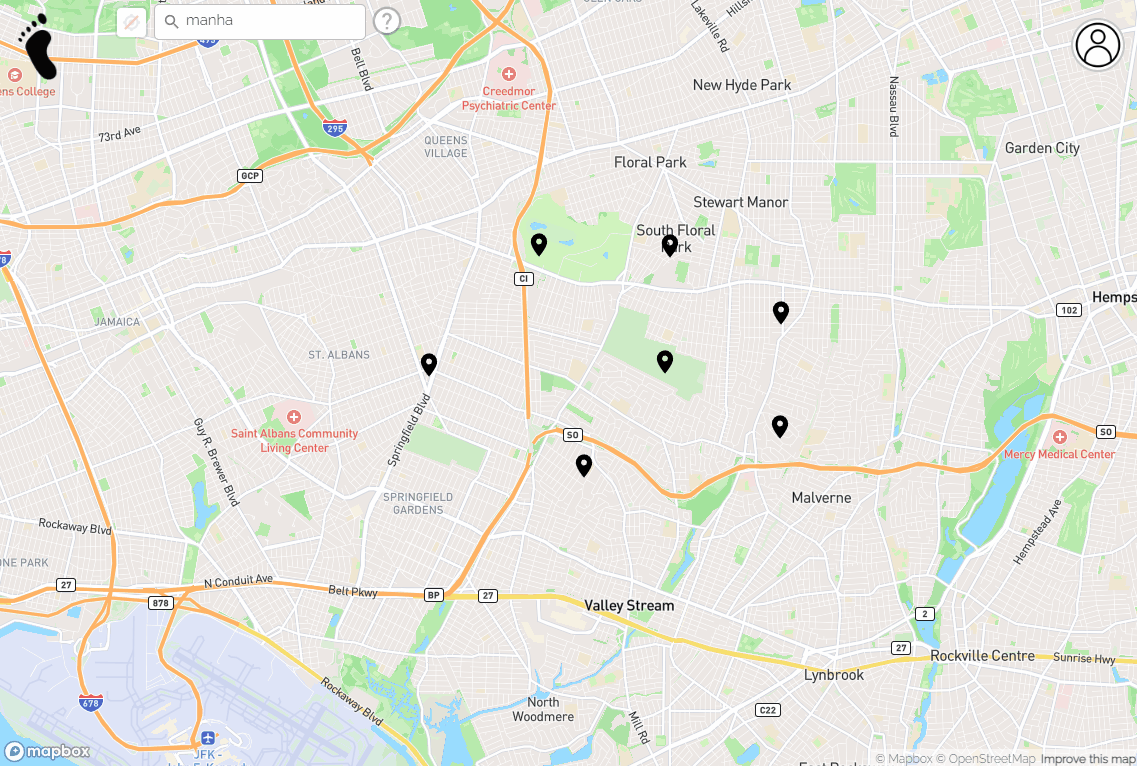 Lakeville Rd
manha
?
Bell Blvd
Creedmor
Psychiatric Center
New Hyde Park
Nassau Blvd
ens College
73rd Ave
295
QUEENS
VILLAGE
GCP
Floral Park
Garden City
Stewart Manor
South Floral
Park
CI
Hemps
102
JAMAICA
ST. ALBANS
Springfield Blvd
Saint Albans Community
Living Center
Guy R. Brewer Blvd
SO
SO
Mercy Medical Center
SPRINGFIELD
GARDENS
Malverne
Hempstead Ave
Rockaway Blvd
ONE PARK
27
N Conduit Ave
Belt Pkwy
BP
27
878
Valley Stream
2
27
Rockville Centre
Sunrise Hwy
Lynbrook
Rockaway Blvd
678
North
Woodmere
C22
Mill Rd
JFK -
mapbox
© Mapbox © OpenStreetMap Improve this map